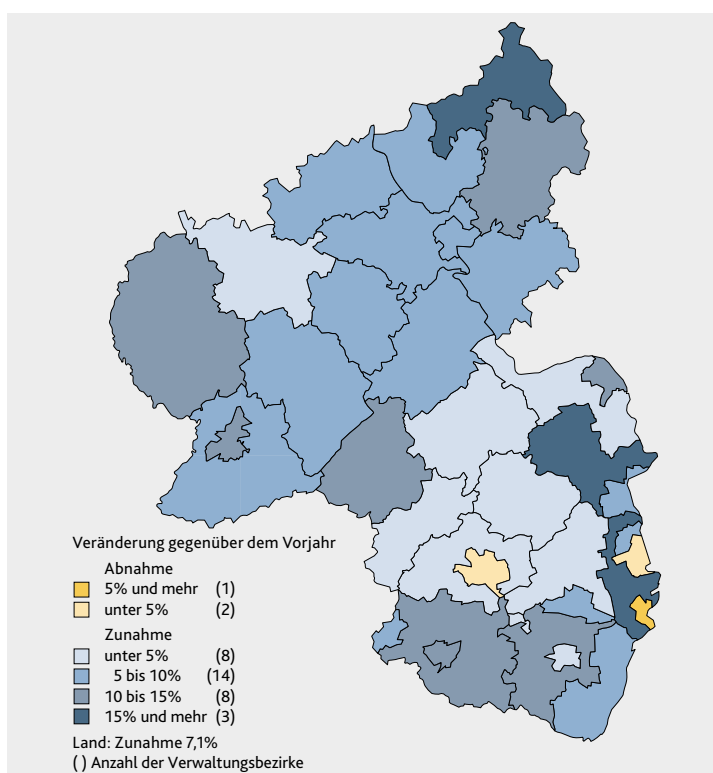 Veränderung gegenüber dem Vorjahr
Abnahme
5% und mehr (1)
unter 5% (2)
Zunahme
unter 5% (8)
5 bis 10% (14)
10 bis 15% (8)
15% und mehr (3)
Land: Zunahme 7,1%
( ) Anzahl der Verwaltungsbezirke